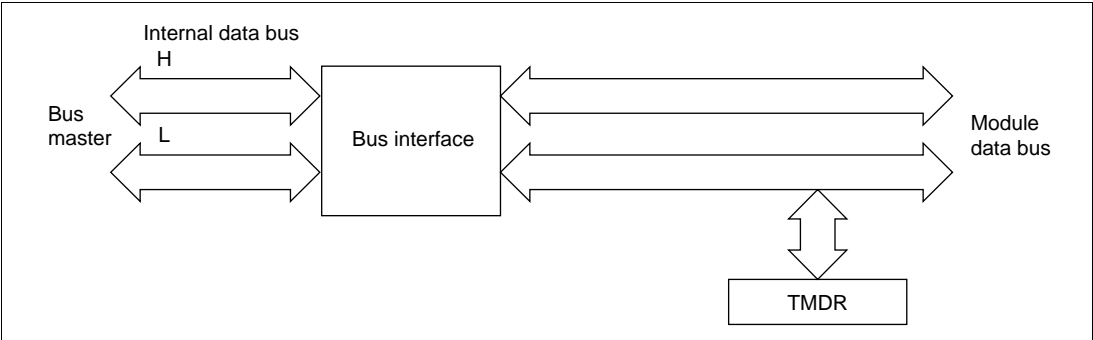 Internal data bus
H
Bus
master
L
Bus interface
Module
data bus
TMDR